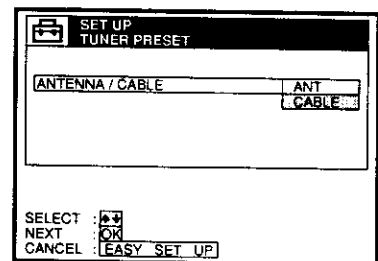 SET UP
TUNER PRESET
ANTENNA / CABLE ANT
CABLE
SELECT :
NEXT : OK
CANCEL : EASY SET UP